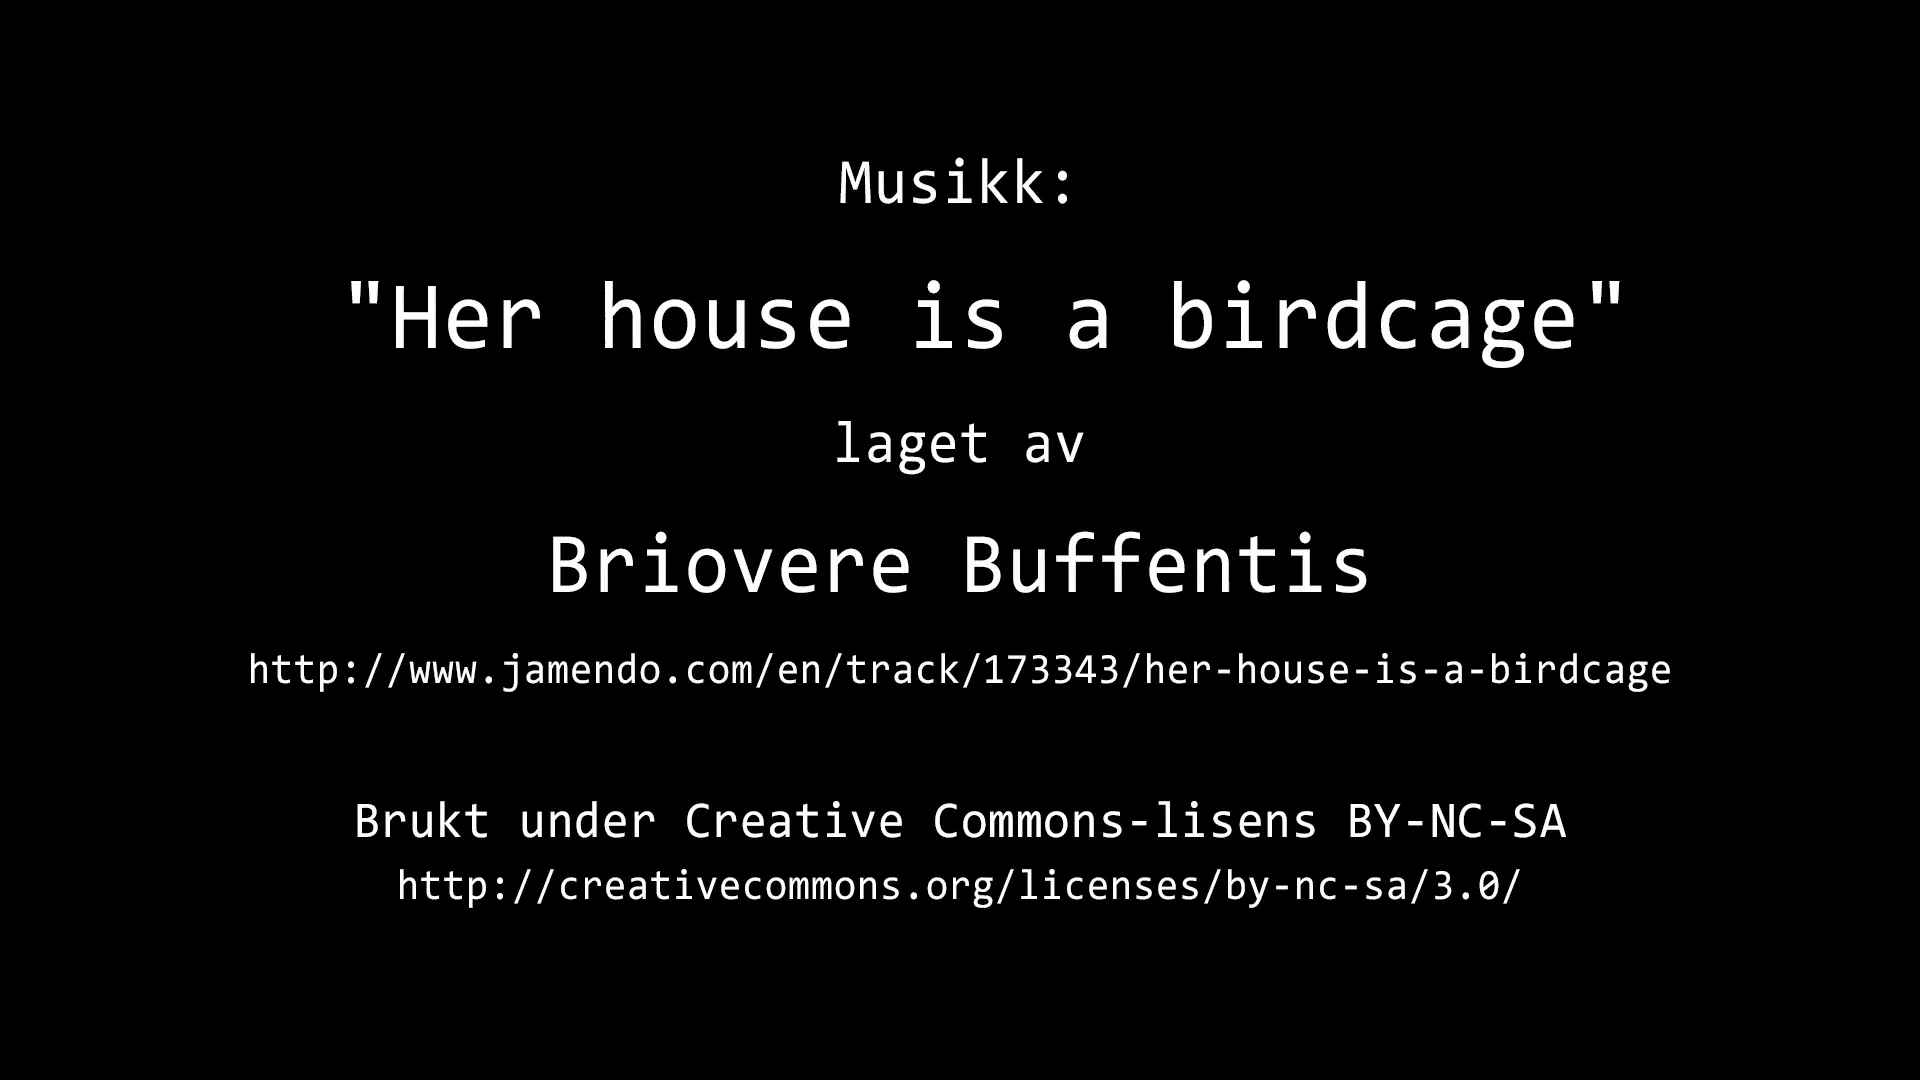 Musikk:
"Her house is a birdcage"
laget av
Briovere Buffentis
http://www.jamendo.com/en/track/173343/her-house-is-a-birdcage
Brukt under Creative Commons-lisens BY-NC-SA
http://creativecommons.org/licenses/by-nc-sa/3.0/